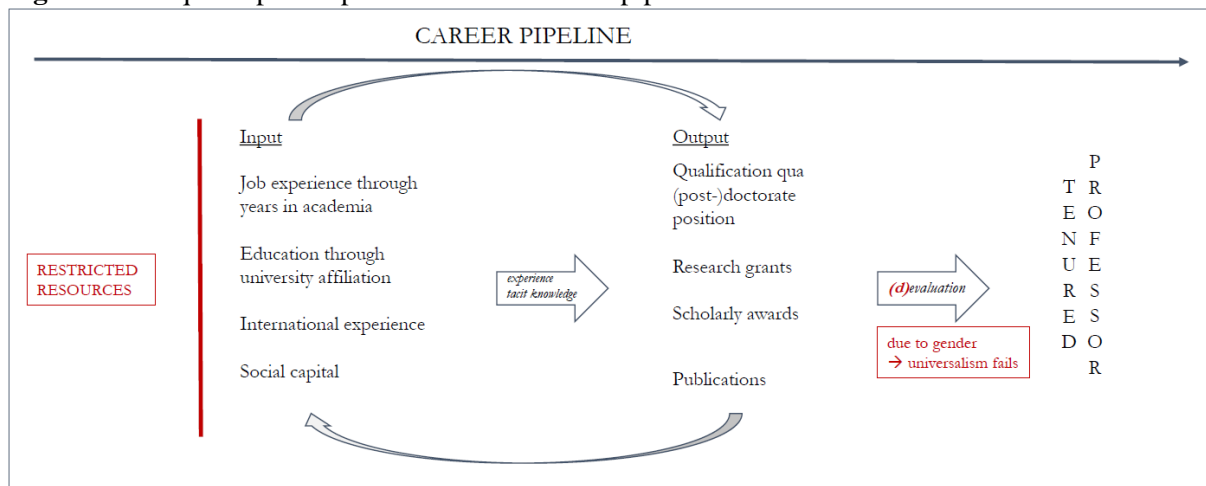 CAREER PIPELINE
RESTRICTED
RESOURCES
Input
Job experience through
years in academia
Education through
university affiliation
International experience
Social capital
experience
tacit knowledge
Output
Qualification qua
(post-)doctorate
position
Research grants
Scholarly awards
Publications
(d)evaluation
due to gender
→ universalism fails
TENURED
PROFESSOR